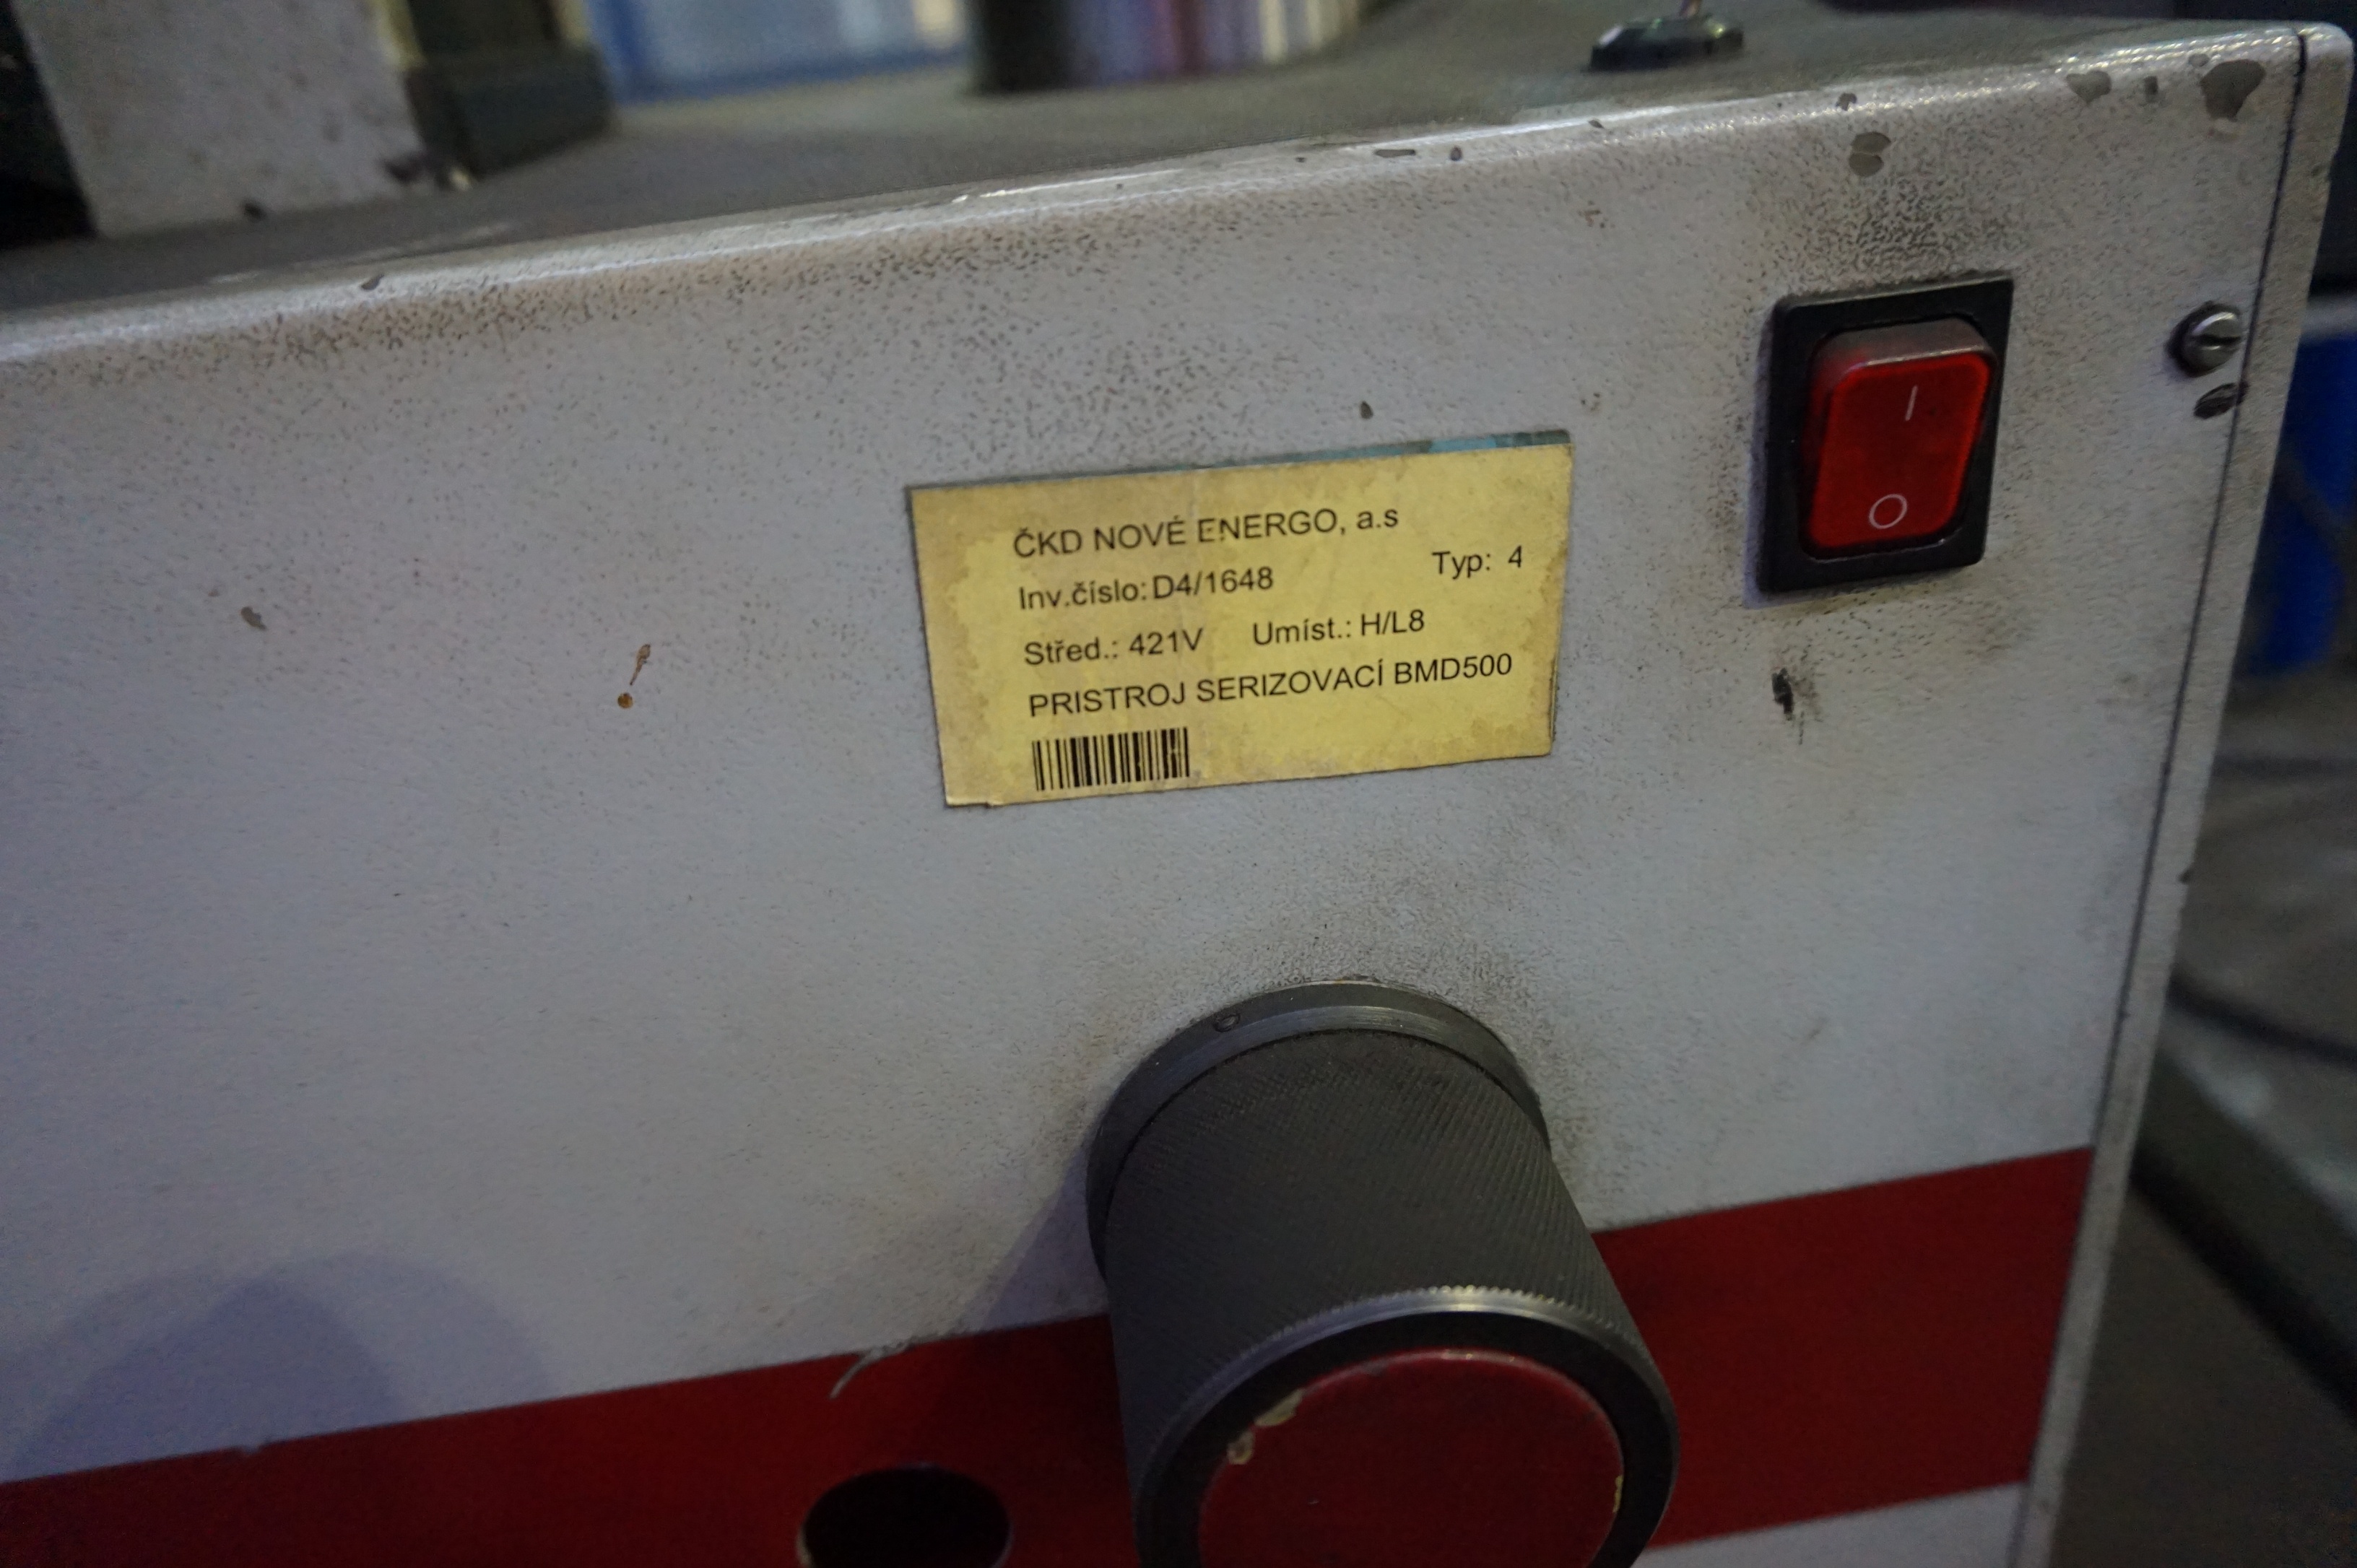 ČKD NOVÉ ENERGO, a.s
Inv.číslo: D4/1648 Typ: 4
Střed.: 421V Umíst.: H/L8
PRISTROJ SERIZOVACÍ BMD500
I
O